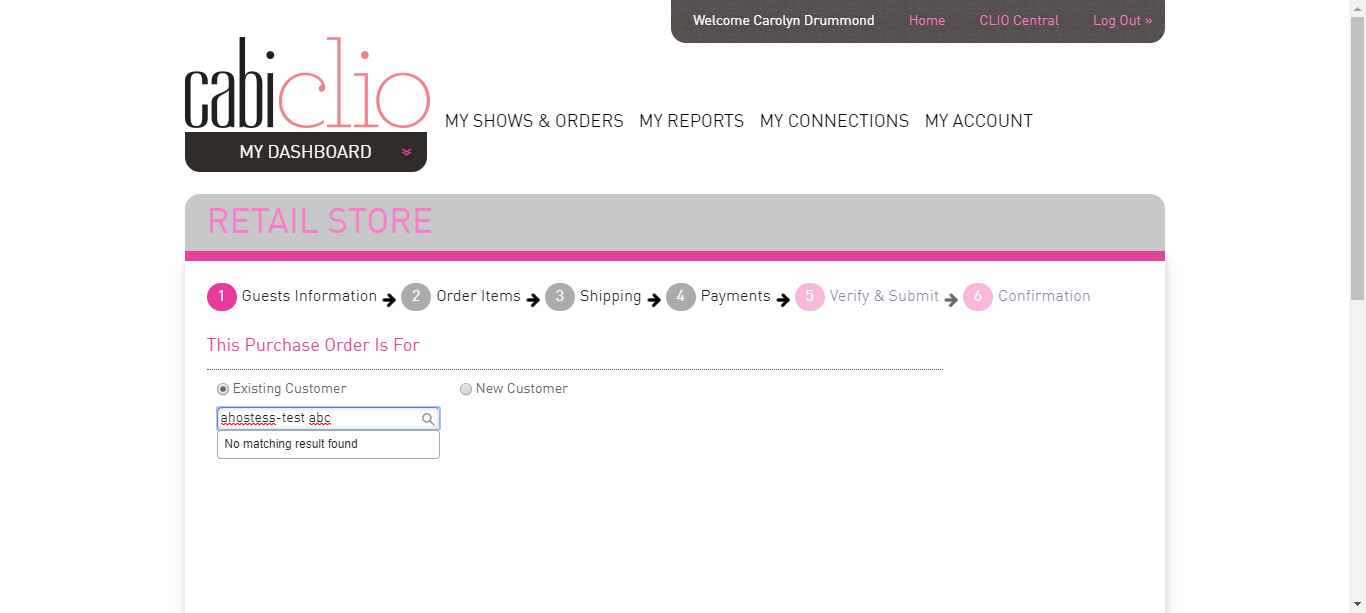 Welcome Carolyn Drummond Home CLIO Central Log Out »
cabiclio
MY SHOWS & ORDERS MY REPORTS MY CONNECTIONS MY ACCOUNT
MY DASHBOARD
RETAIL STORE
1 Guests Information 2 Order Items 3 Shipping 4 Payments 5 Verify & Submit 6 Confirmation
This Purchase Order Is For
Existing Customer New Customer
ahostess-test abc
No matching result found